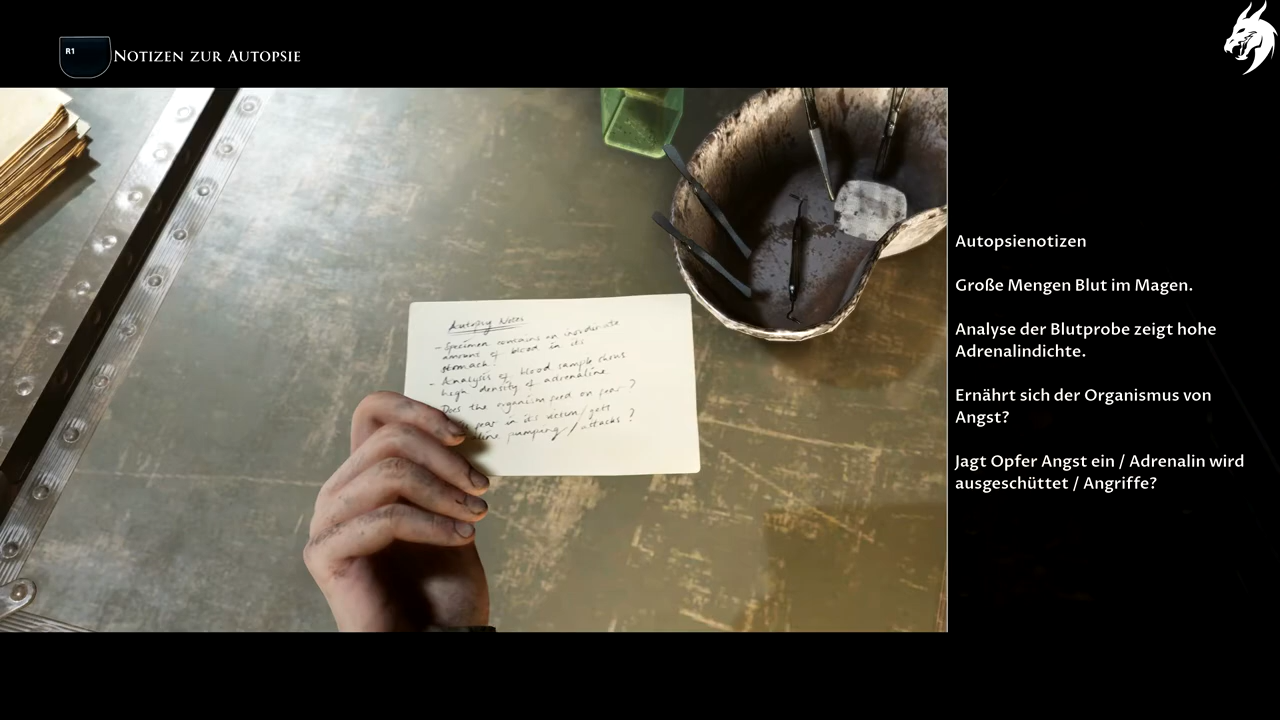 R1
Notizen zur Autopsie
Autopsy Notes
- Specimen contains an inordinate
amount of blood in its
stomach.
- Analysis of blood sample shows
high density of adrenaline
Does the organism feed on fear?
fear in its victim/gets
pumping/attacks?
Autopsienotizen
Große Mengen Blut im Magen.
Analyse der Blutprobe zeigt hohe
Adrenalindichte.
Ernährt sich der Organismus von
Angst?
Jagt Opfer Angst ein / Adrenalin wird
ausgeschüttet / Angriffe?